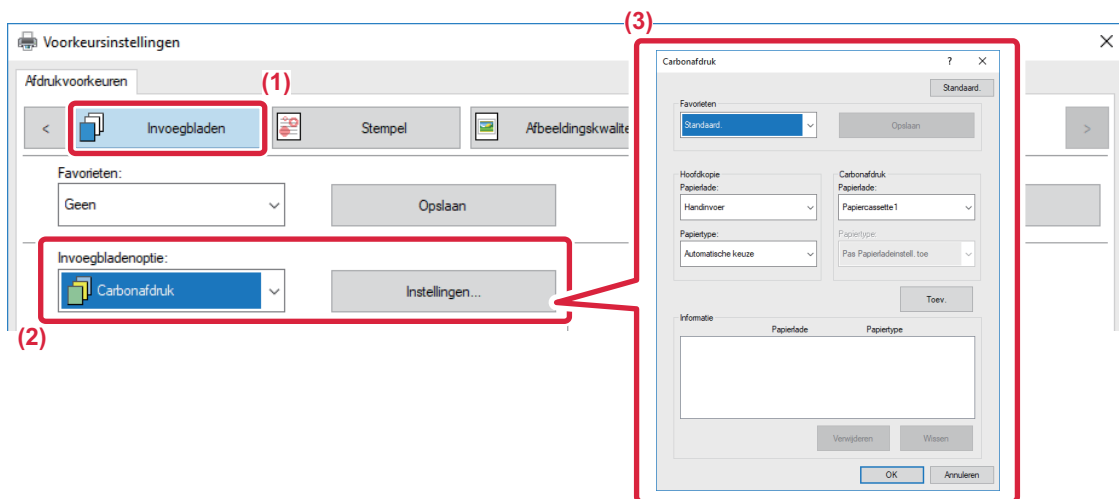 (3)
Voorkeursinstellingen
Afdrukvoorkeuren
(1)
< Invoegbladen Stempel Afbeeldingskwalite >
Favorieten:
Geen Opslaan
Invoegbladenoptie:
Carbonafdruk Instellingen...
(2)
Carbonafdruk ? ×
Standaard.
Favorieten
Standaard. Opslaan
Hoofdkopie Carbonafdruk
Papierlade: Papierlade:
Handinvoer Papiercassette1
Papiertype: Papiertype:
Automatische keuze Pas Papierladeinstell. toe
Toev.
Informatie
Papierlade Papiertype
Verwijderen Wissen
OK Annuleren